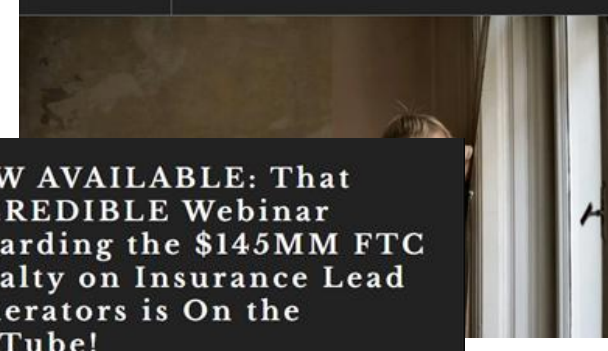 W AVAILABLE: That
REDIBLE Webinar
arding the $145MM FTC
alty on Insurance Lead
erators is On the
Tube!